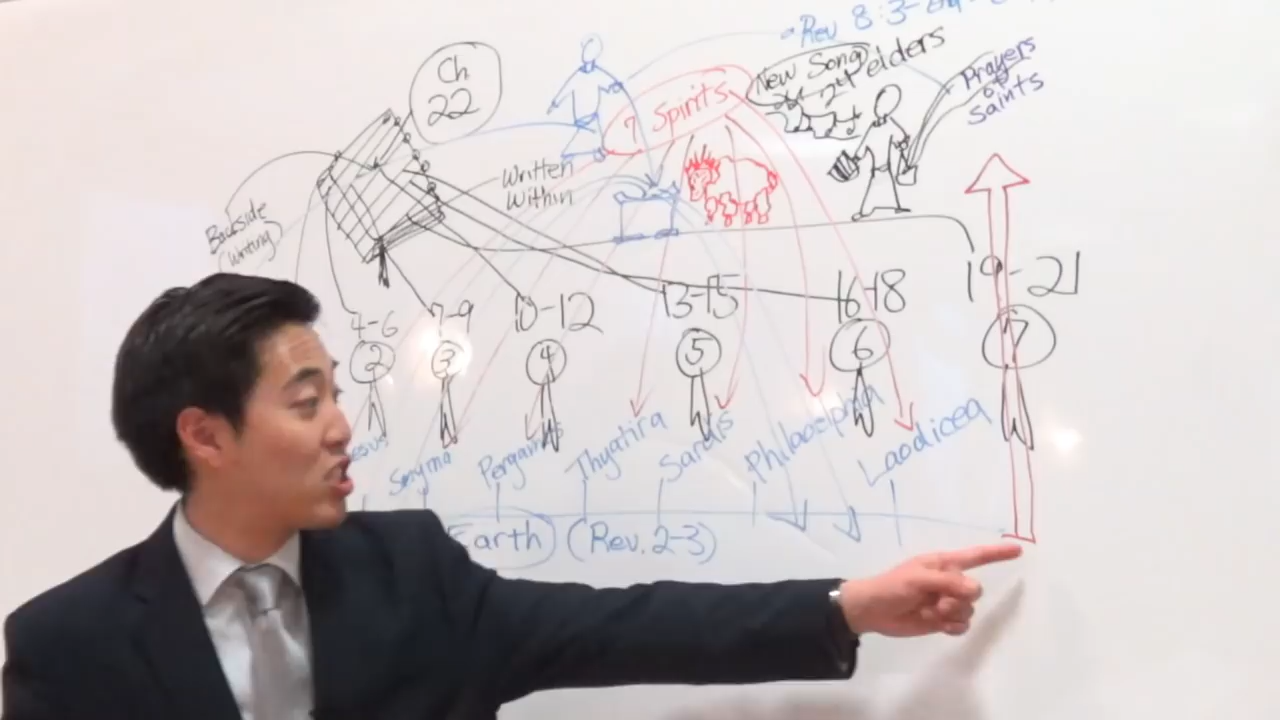 Rev 8:3-
Ch
22
New Song
elders
Prayers
of
Saints
7 Spirits
Written
Within
Backside
Writing
4-6
7-9
10-12
13-15
16-18
19-21
2
3
4
5
6
7
Smyrna
Thyatira
Sardis
Philadelphia
Laodicea
Earth (Rev. 2-3)